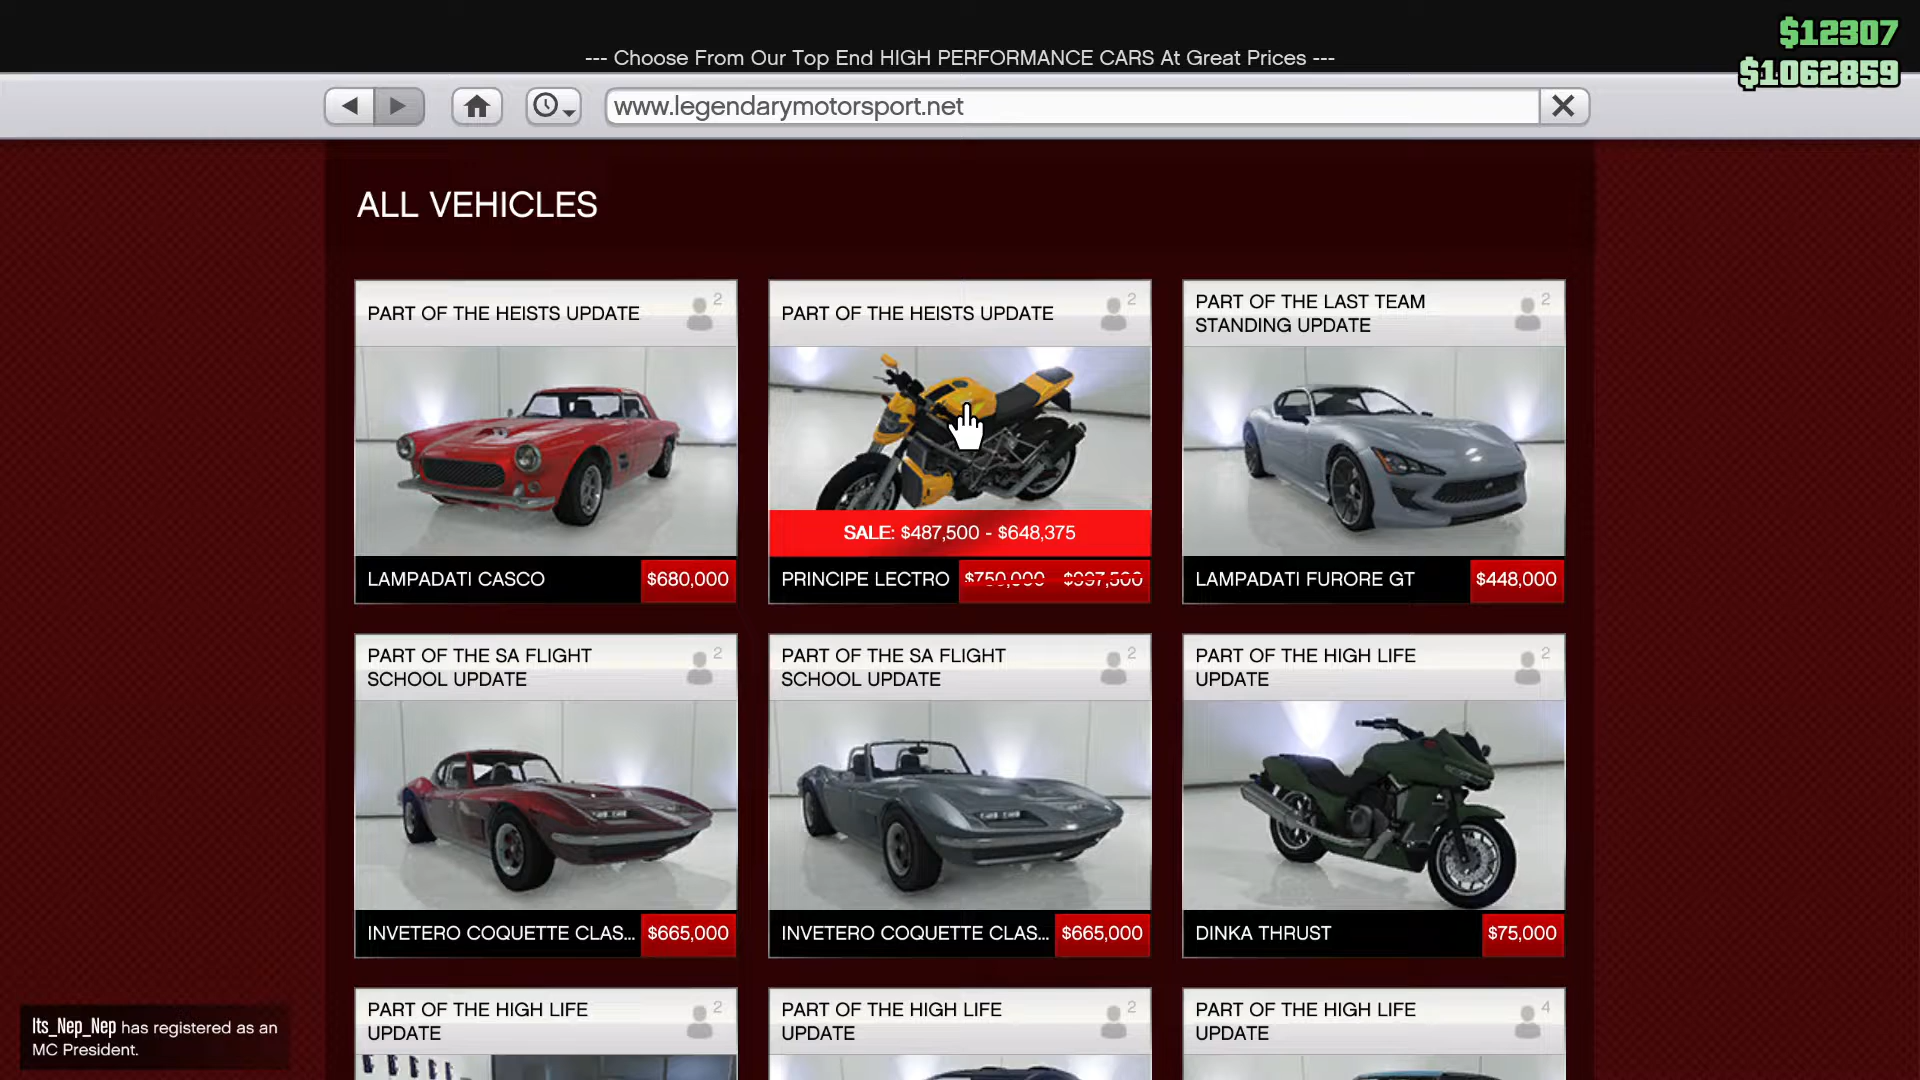 $12307
--- Choose From Our Top End HIGH PERFORMANCE CARS At Great Prices ---
$1062859
www.legendarymotorsport.net
ALL VEHICLES
PART OF THE HEISTS UPDATE
2
PART OF THE HEISTS UPDATE
2
PART OF THE LAST TEAM
STANDING UPDATE
2
SALE: $487,500 - $648,375
LAMPADATI CASCO
$680,000
PRINCIPE LECTRO
$750,000 - $997,500
LAMPADATI FURORE GT
$448,000
PART OF THE SA FLIGHT
SCHOOL UPDATE
2
PART OF THE SA FLIGHT
SCHOOL UPDATE
2
PART OF THE HIGH LIFE
UPDATE
2
INVETERO COQUETTE CLAS...
$665,000
INVETERO COQUETTE CLAS...
$665,000
DINKA THRUST
$75,000
PART OF THE HIGH LIFE
UPDATE
2
PART OF THE HIGH LIFE
UPDATE
2
PART OF THE HIGH LIFE
UPDATE
4
Its_Nep_Nep has registered as an
MC President.